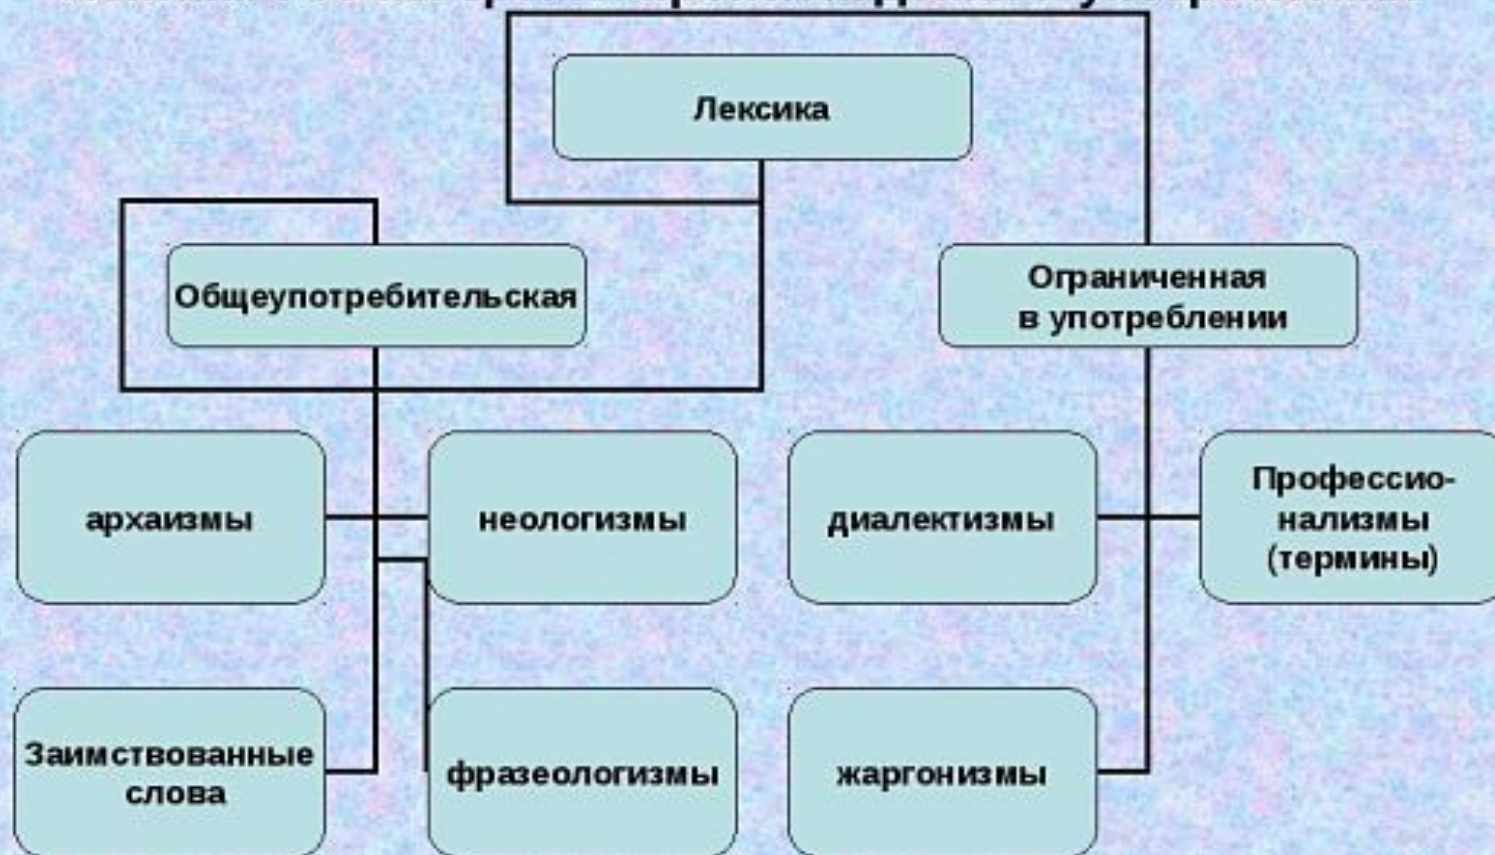 Лексика
Общеупотребительская
Ограниченная
в употреблении
архаизмы
неологизмы
диалектизмы
Профессио-
нализмы
(термины)
Заимствованные
слова
фразеологизмы
жаргонизмы